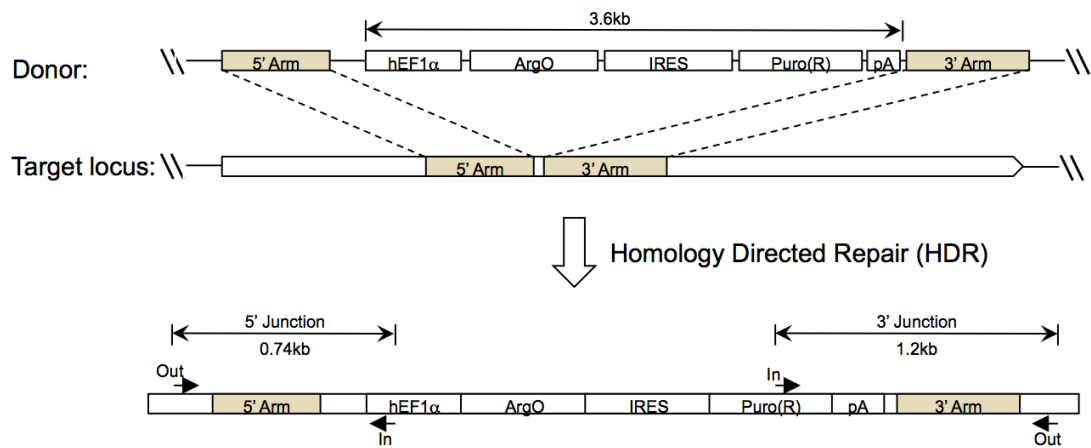 3.6kb
Donor:
5' Arm
hEF1α
ArgO
IRES
Puro(R)
pA
3' Arm
Target locus:
5' Arm
3' Arm
Homology Directed Repair (HDR)
5' Junction
0.74kb
3' Junction
1.2kb
Out
In
5' Arm
hEF1α
ArgO
IRES
Puro(R)
pA
3' Arm
In
Out